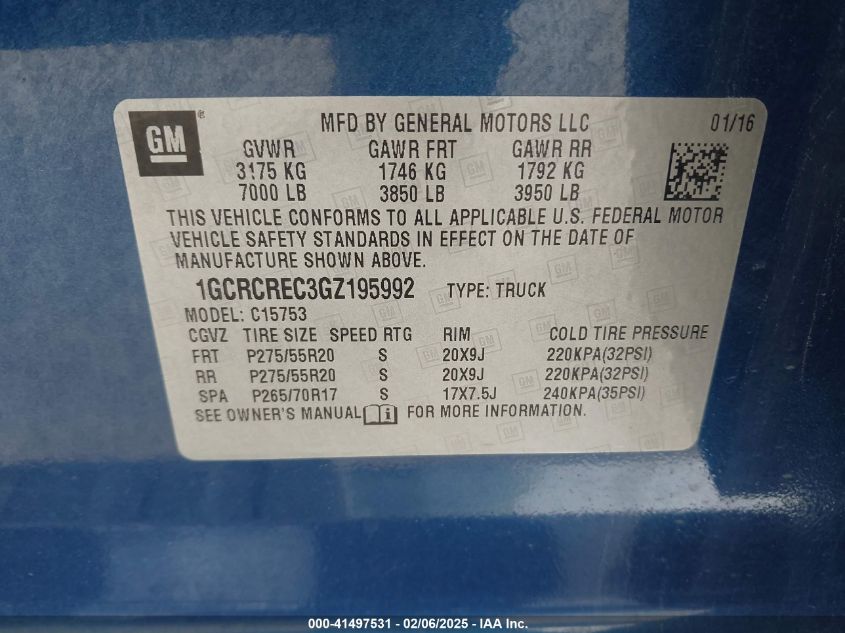 GM®
MFD BY GENERAL MOTORS LLC 01/16
GVWR GAWR FRT GAWR RR
3175 KG 1746 KG 1792 KG
7000 LB 3850 LB 3950 LB
THIS VEHICLE CONFORMS TO ALL APPLICABLE U.S. FEDERAL MOTOR
VEHICLE SAFETY STANDARDS IN EFFECT ON THE DATE OF
MANUFACTURE SHOWN ABOVE.
1GCRCREC3GZ195992 TYPE: TRUCK
MODEL: C15753
CGVZ TIRE SIZE SPEED RTG RIM COLD TIRE PRESSURE
FRT P275/55R20 S 20X9J 220KPA(32PSI)
RR P275/55R20 S 20X9J 220KPA(32PSI)
SPA P265/70R17 S 17X7.5J 240KPA(35PSI)
SEE OWNER'S MANUAL i FOR MORE INFORMATION.
000-41497531 - 02/06/2025 - IAA Inc.